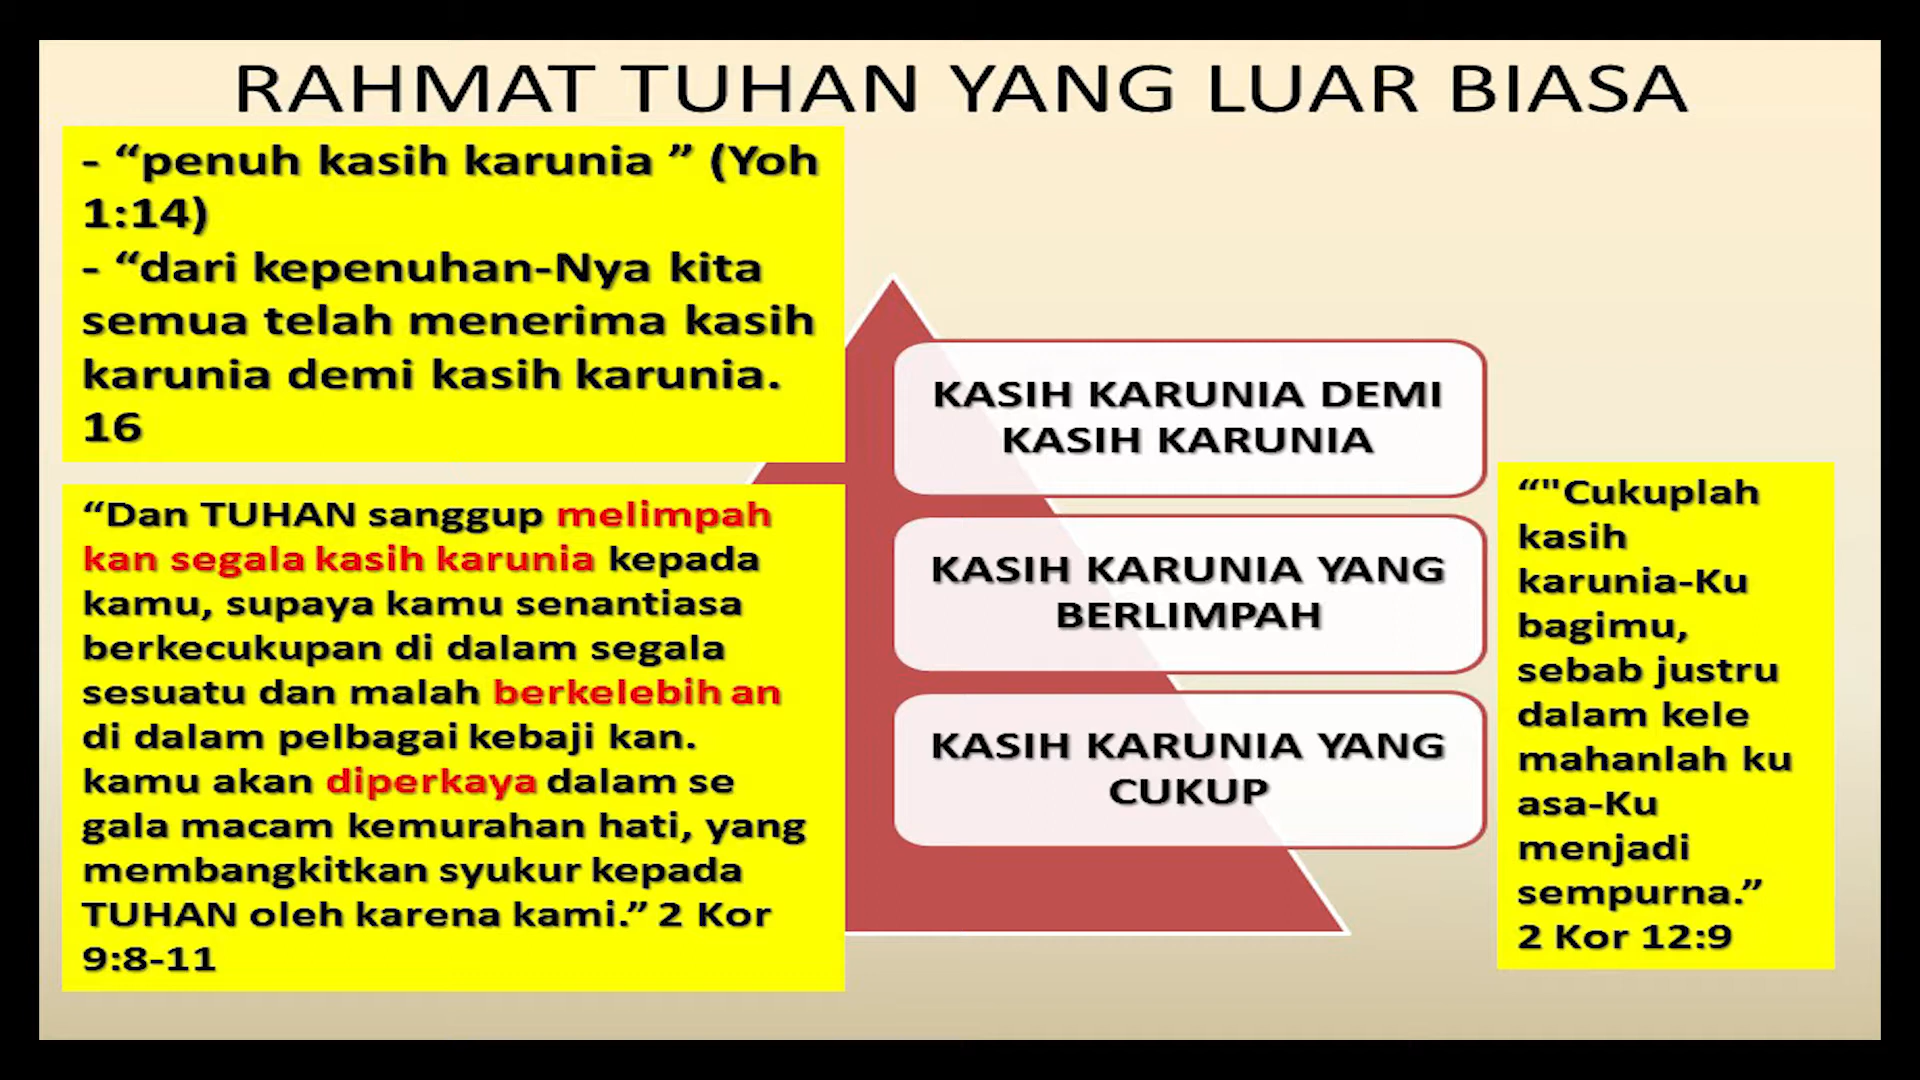 RAHMAT TUHAN YANG LUAR BIASA
- “penuh kasih karunia ” (Yoh
1:14)
- “dari kepenuhan-Nya kita
semua telah menerima kasih
karunia demi kasih karunia.
16
“Dan TUHAN sanggup melimpah
kan segala kasih karunia kepada
kamu, supaya kamu senantiasa
berkecukupan di dalam segala
sesuatu dan malah berkelebih an
di dalam pelbagai kebaji kan.
kamu akan diperkaya dalam se
gala macam kemurahan hati, yang
membangkitkan syukur kepada
TUHAN oleh karena kami.” 2 Kor
9:8-11
KASIH KARUNIA DEMI
KASIH KARUNIA
KASIH KARUNIA YANG
BERLIMPAH
KASIH KARUNIA YANG
CUKUP
“"Cukuplah
kasih
karunia-Ku
bagimu,
sebab justru
dalam kele
mahanlah ku
asa-Ku
menjadi
sempurna.”
2 Kor 12:9